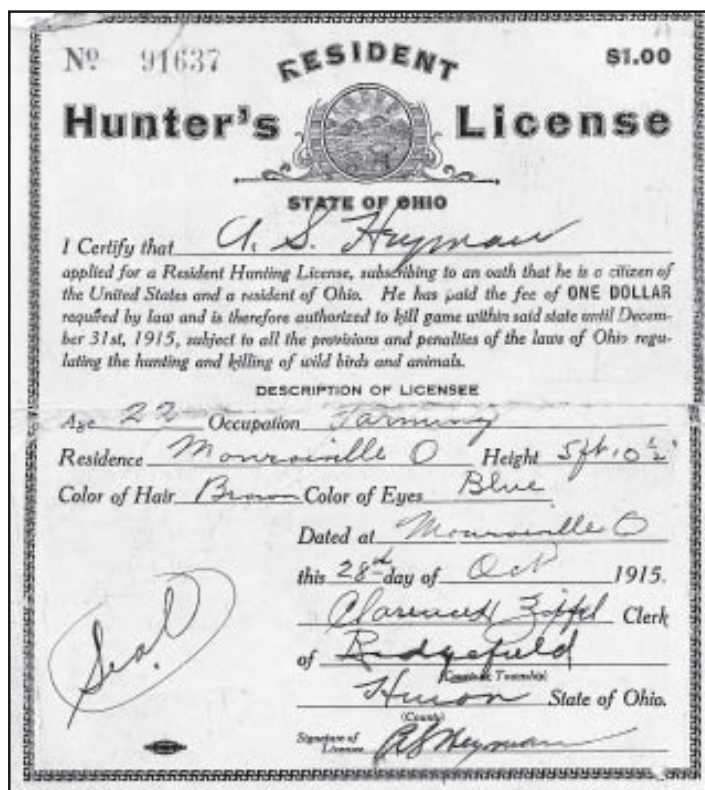 Nº 91637 RESIDENT $1.00
Hunter's License
STATE OF OHIO
I Certify that A. S. Heyman
applied for a Resident Hunting License, subscribing to an oath that he is a citizen of
the United States and a resident of Ohio. He has paid the fee of ONE DOLLAR
required by law and is therefore authorized to kill game within said state until Decem-
ber 31st, 1915, subject to all the provisions and penalties of the laws of Ohio regu-
lating the hunting and killing of wild birds and animals.
DESCRIPTION OF LICENSEE
Age 22 Occupation Farming
Residence Monroeville O Height 5 ft. 10 ½"
Color of Hair Brown Color of Eyes Blue
Dated at Monroeville O
this 28th day of Oct 1915.
Clarence Clerk
of Ridgefield
Township)
Huron State of Ohio.
(County)
Signature of
Licensee A S Heyman
Seal